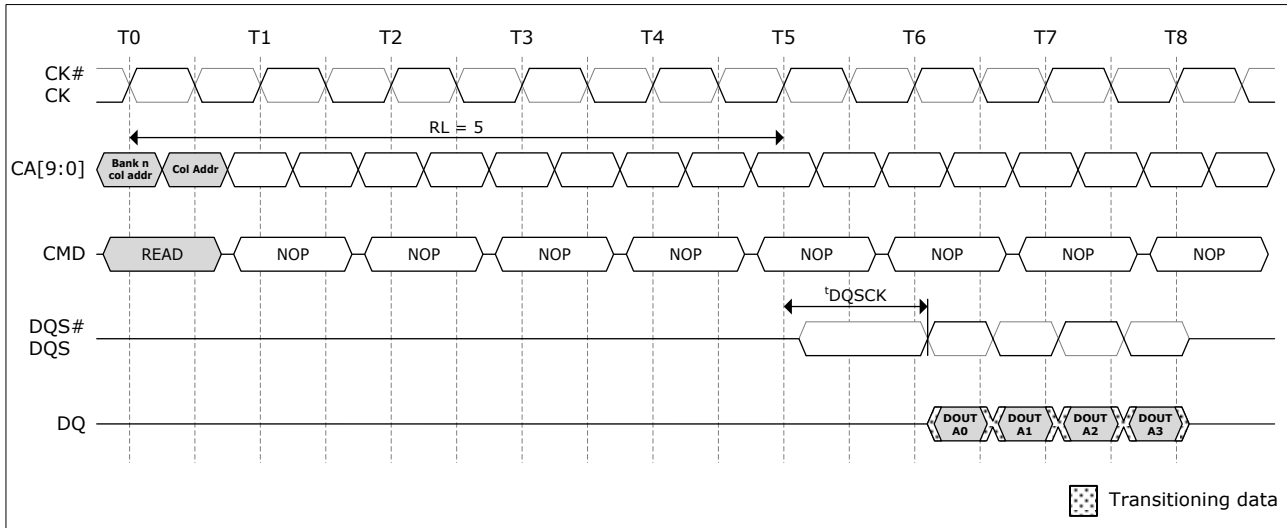 T0 T1 T2 T3 T4 T5 T6 T7 T8
CK#
CK
RL = 5
CA[9:0] Bank n col addr Col Addr
CMD READ NOP NOP NOP NOP NOP NOP NOP NOP
tDQSCK
DQS#
DQS
DQ DOUT A0 DOUT A1 DOUT A2 DOUT A3
Transitioning data